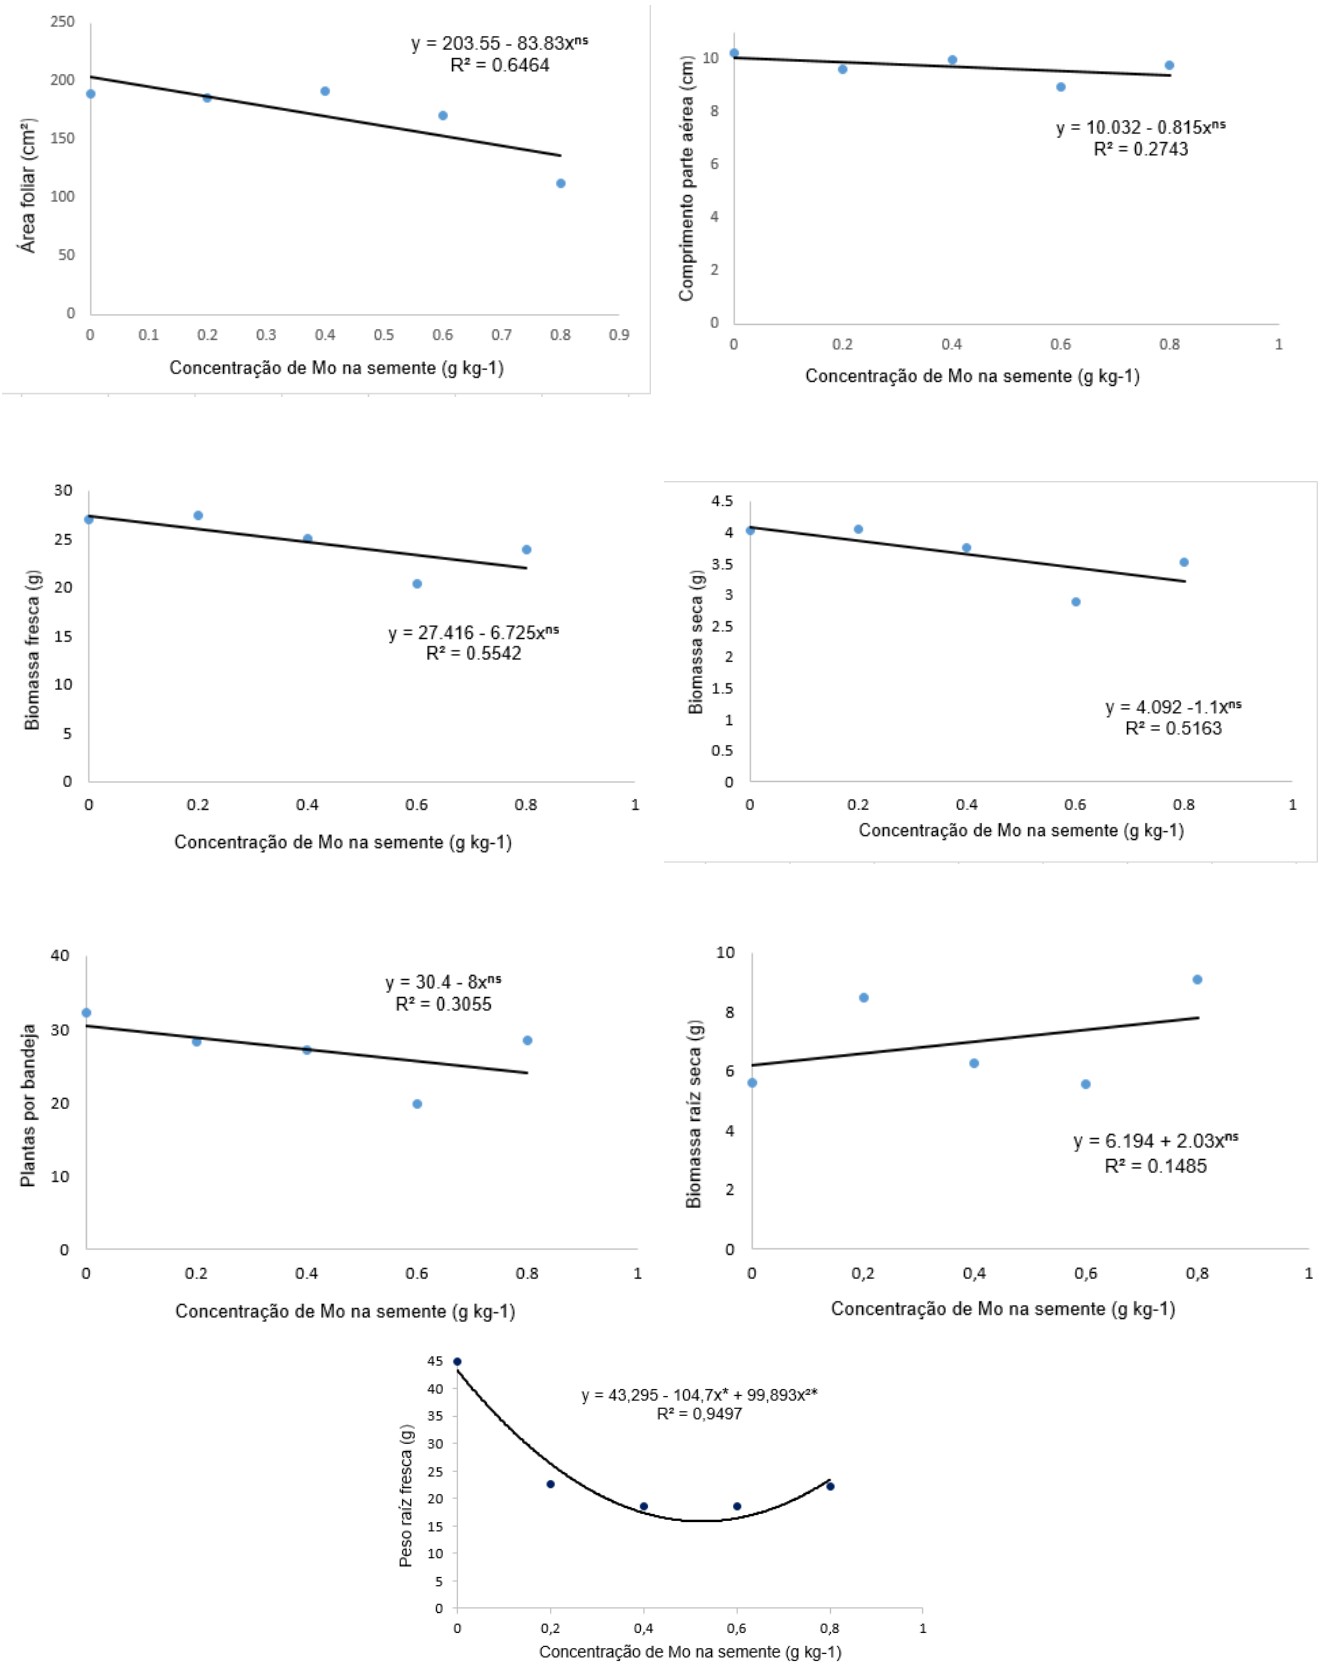 250
200
150
100
50
0
Área foliar (cm²)
y = 203.55 - 83.83xⁿˢ
R² = 0.6464
0 0.1 0.2 0.3 0.4 0.5 0.6 0.7 0.8 0.9
Concentração de Mo na semente (g kg-1)
10
8
6
4
2
0
Comprimento parte aérea (cm)
y = 10.032 - 0.815xⁿˢ
R² = 0.2743
0 0.2 0.4 0.6 0.8 1
Concentração de Mo na semente (g kg-1)
30
25
20
15
10
5
0
Biomassa fresca (g)
y = 27.416 - 6.725xⁿˢ
R² = 0.5542
0 0.2 0.4 0.6 0.8 1
Concentração de Mo na semente (g kg-1)
4.5
4
3.5
3
2.5
2
1.5
1
0.5
0
Biomassa seca (g)
y = 4.092 -1.1xⁿˢ
R² = 0.5163
0 0.2 0.4 0.6 0.8 1
Concentração de Mo na semente (g kg-1)
40
30
20
10
0
Plantas por bandeja
y = 30.4 - 8xⁿˢ
R² = 0.3055
0 0.2 0.4 0.6 0.8 1
Concentração de Mo na semente (g kg-1)
10
8
6
4
2
0
Biomassa raíz seca (g)
y = 6.194 + 2.03xⁿˢ
R² = 0.1485
0 0,2 0,4 0,6 0,8 1
Concentração de Mo na semente (g kg-1)
45
40
35
30
25
20
15
10
5
0
Peso raíz fresca (g)
y = 43,295 - 104,7x* + 99,893x²*
R² = 0,9497
0 0,2 0,4 0,6 0,8 1
Concentração de Mo na semente (g kg-1)